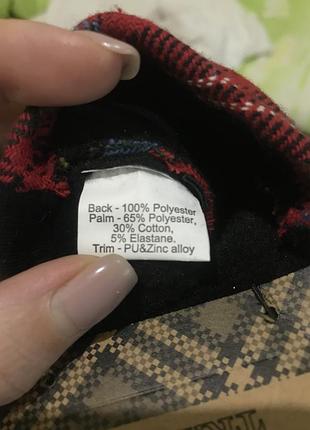 Back - 100% Polyester
Palm - 65% Polyester,
30% Cotton,
5% Elastane.
Trim - PU&Zinc alloy